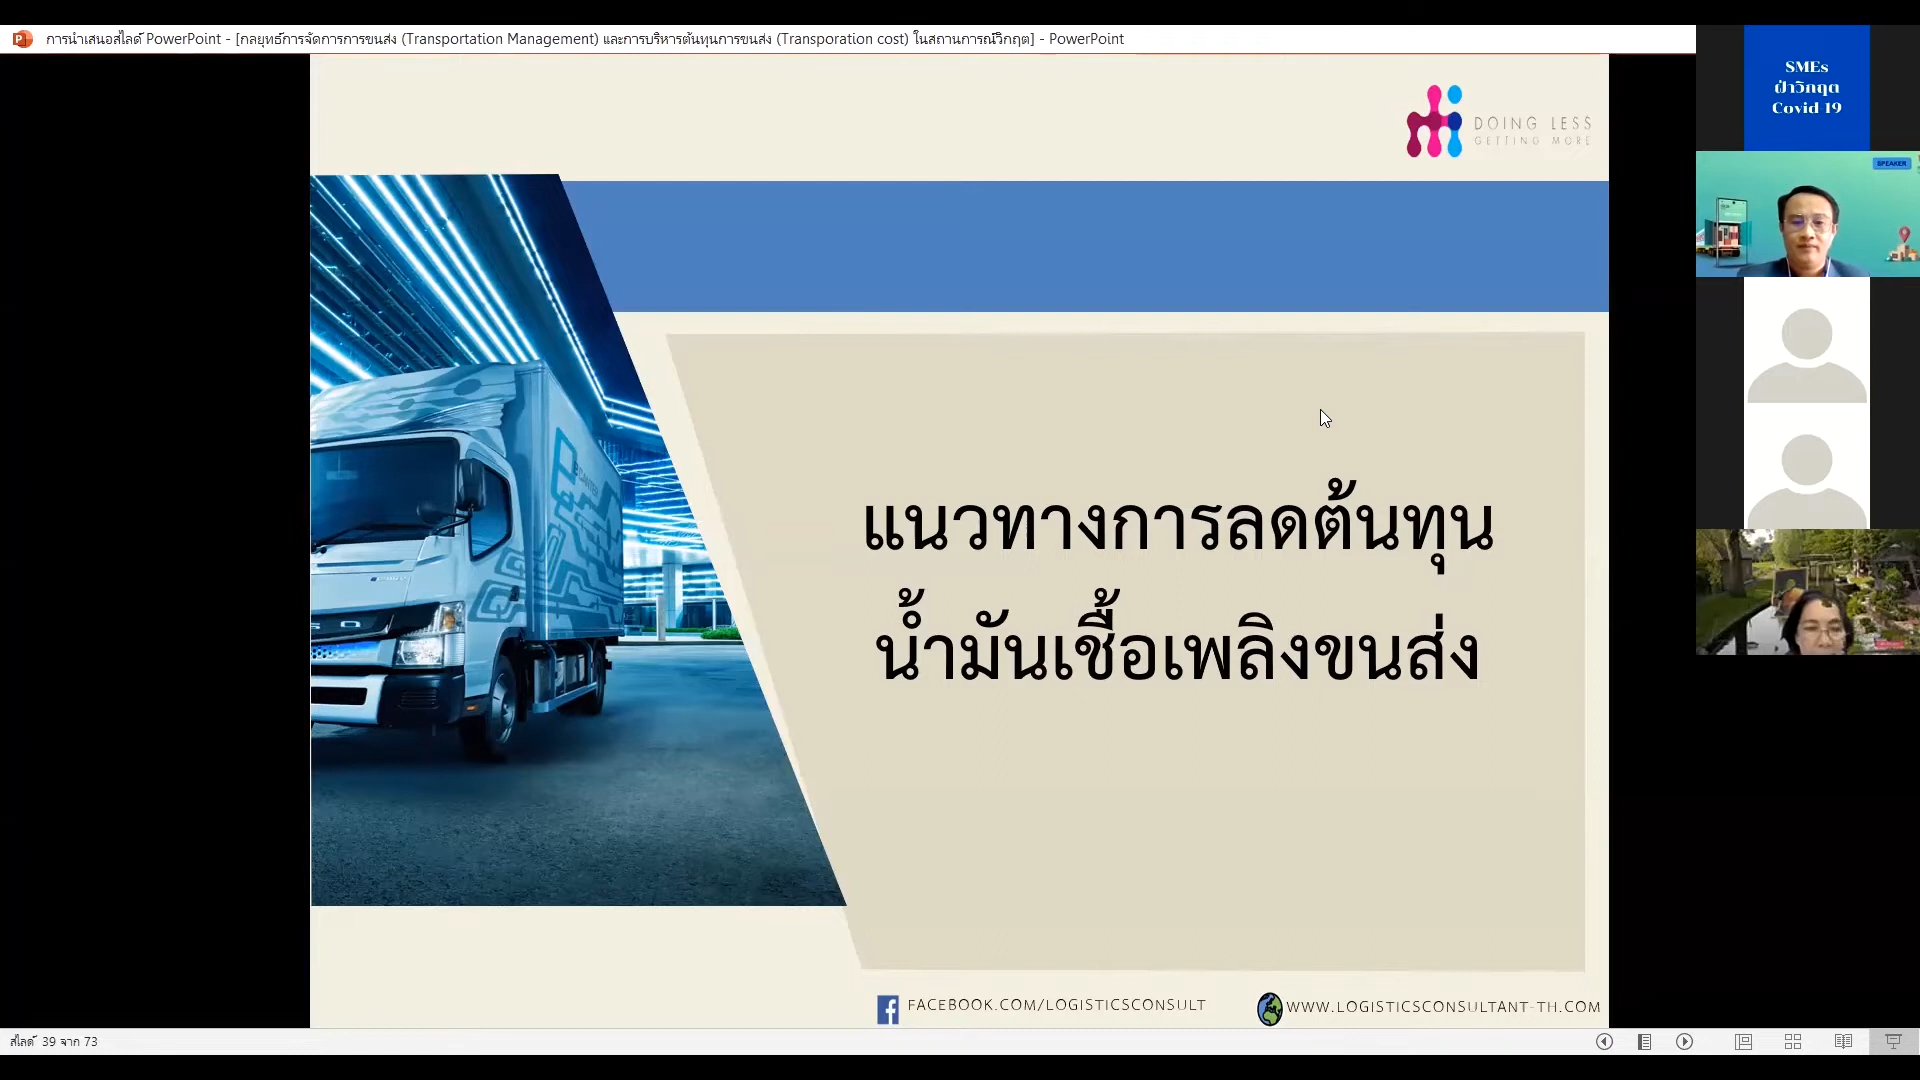 การนำเสนอสไลด์ PowerPoint - [กลยุทธ์การจัดการการขนส่ง (Transportation Management) และการบริหารต้นทุนการขนส่ง (Transporation cost) ในสถานการณ์วิกฤต] - PowerPoint
SMEs
ฝ่าวิกฤต
Covid-19
DOING LESS
GETTING MORE
SPEAKER
แนวทางการลดต้นทุน
น้ำมันเชื้อเพลิงขนส่ง
FACEBOOK.COM/LOGISTICSCONSULT
WWW.LOGISTICSCONSULTANT-TH.COM
สไลด์ 39 จาก 73